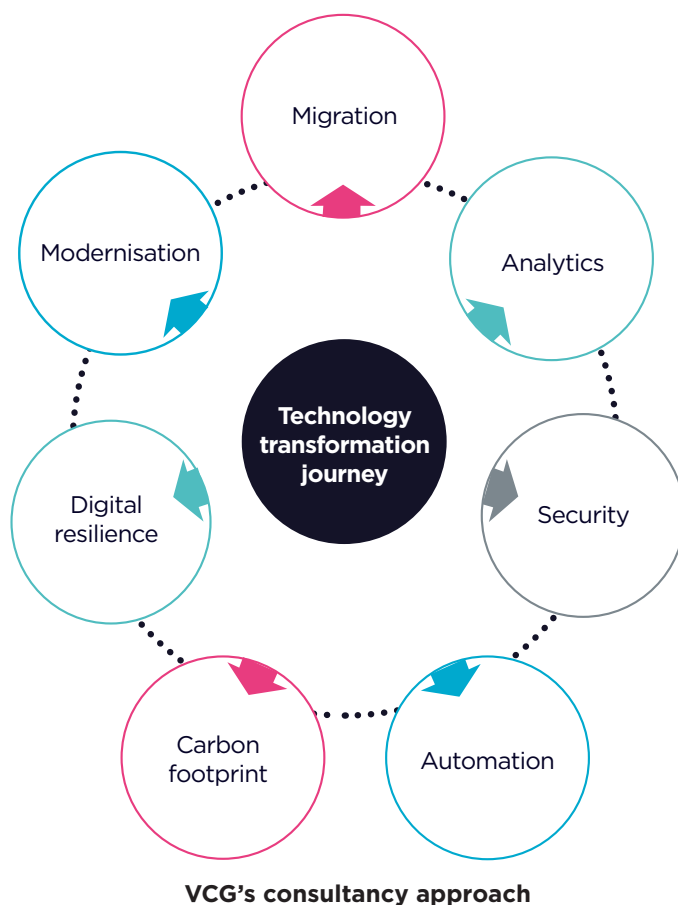 Migration
Analytics
Security
Automation
Carbon
footprint
Digital
resilience
Modernisation
Technology
transformation
journey
VCG's consultancy approach